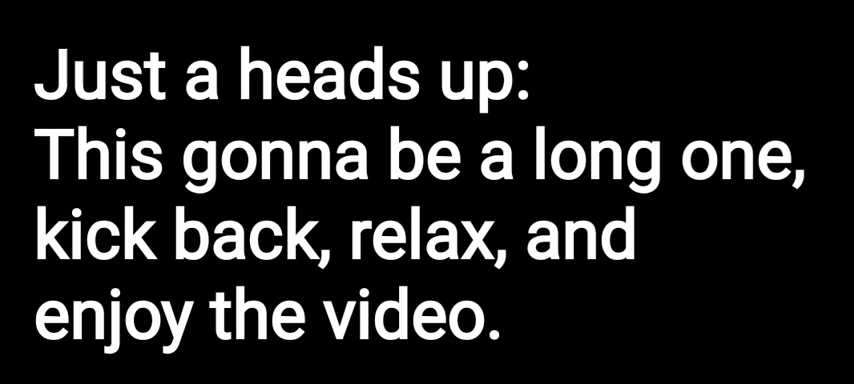 Just a heads up:
This gonna be a long one,
kick back, relax, and
enjoy the video.